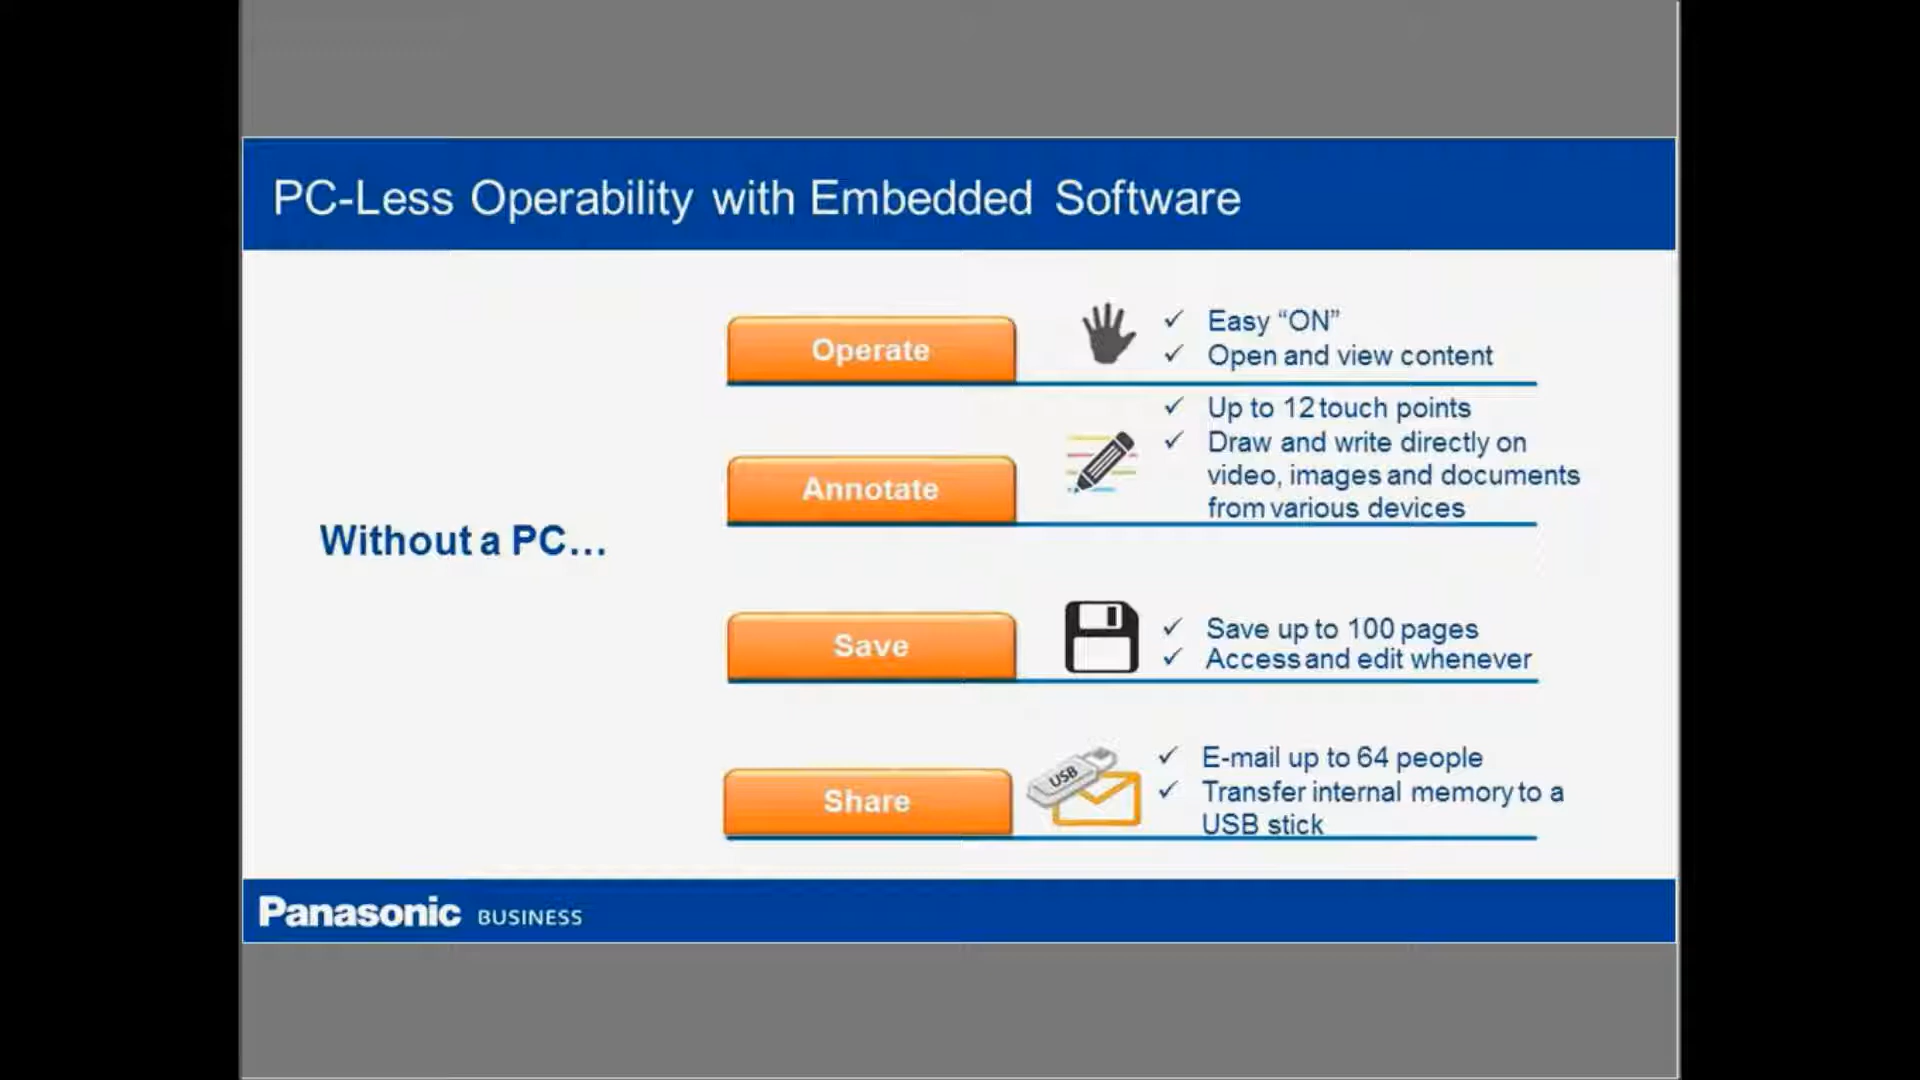 PC-Less Operability with Embedded Software
Without a PC...
Operate
✓ Easy “ON”
✓ Open and view content
Annotate
✓ Up to 12 touch points
✓ Draw and write directly on
video, images and documents
from various devices
Save
✓ Save up to 100 pages
✓ Access and edit whenever
Share
USB
✓ E-mail up to 64 people
✓ Transfer internal memory to a
USB stick
Panasonic BUSINESS